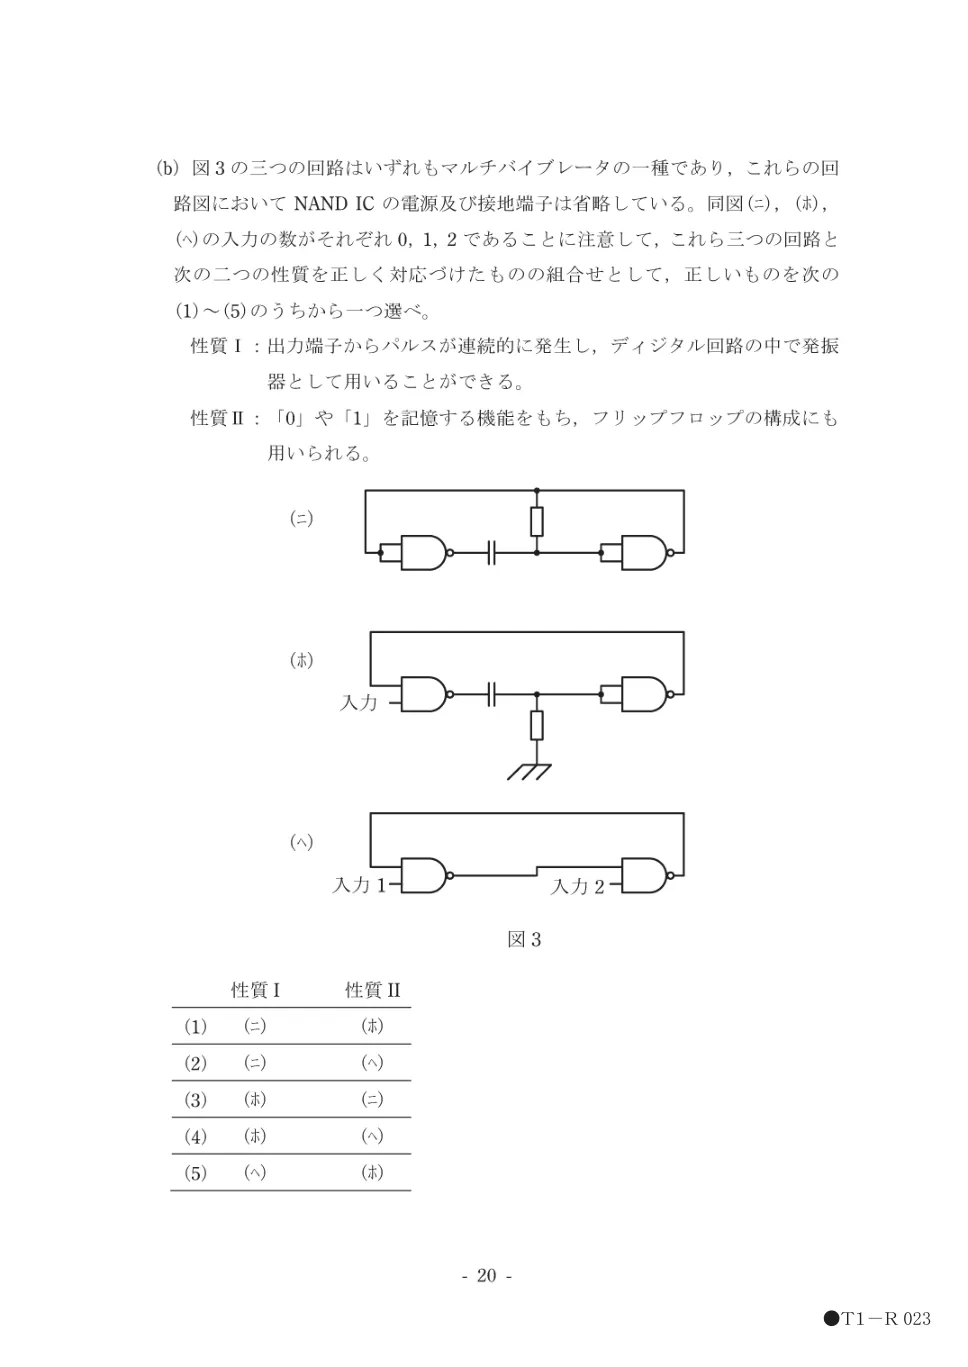 (b) 図3の三つの回路はいずれもマルチバイブレータの一種であり，これらの回
路図において NAND IC の電源及び接地端子は省略している。同図㈥，(ﾎ)，
(ﾍ)の入力の数がそれぞれ 0, 1, 2 であることに注意して，これら三つの回路と
次の二つの性質を正しく対応づけたものの組合せとして，正しいものを次の
(1)～(5)のうちから一つ選べ。
性質Ⅰ：出力端子からパルスが連続的に発生し，ディジタル回路の中で発振
器として用いることができる。
性質Ⅱ：「0」や「1」を記憶する機能をもち，フリップフロップの構成にも
用いられる。
(ﾆ)
(ﾎ)
入力
(ﾍ)
入力1
入力2
図3
性質Ⅰ 性質Ⅱ
(1) (ﾆ) (ﾎ)
(2) (ﾆ) (ﾍ)
(3) (ﾎ) (ﾆ)
(4) (ﾎ) (ﾍ)
(5) (ﾍ) (ﾎ)
- 20 -
●T1－R 023